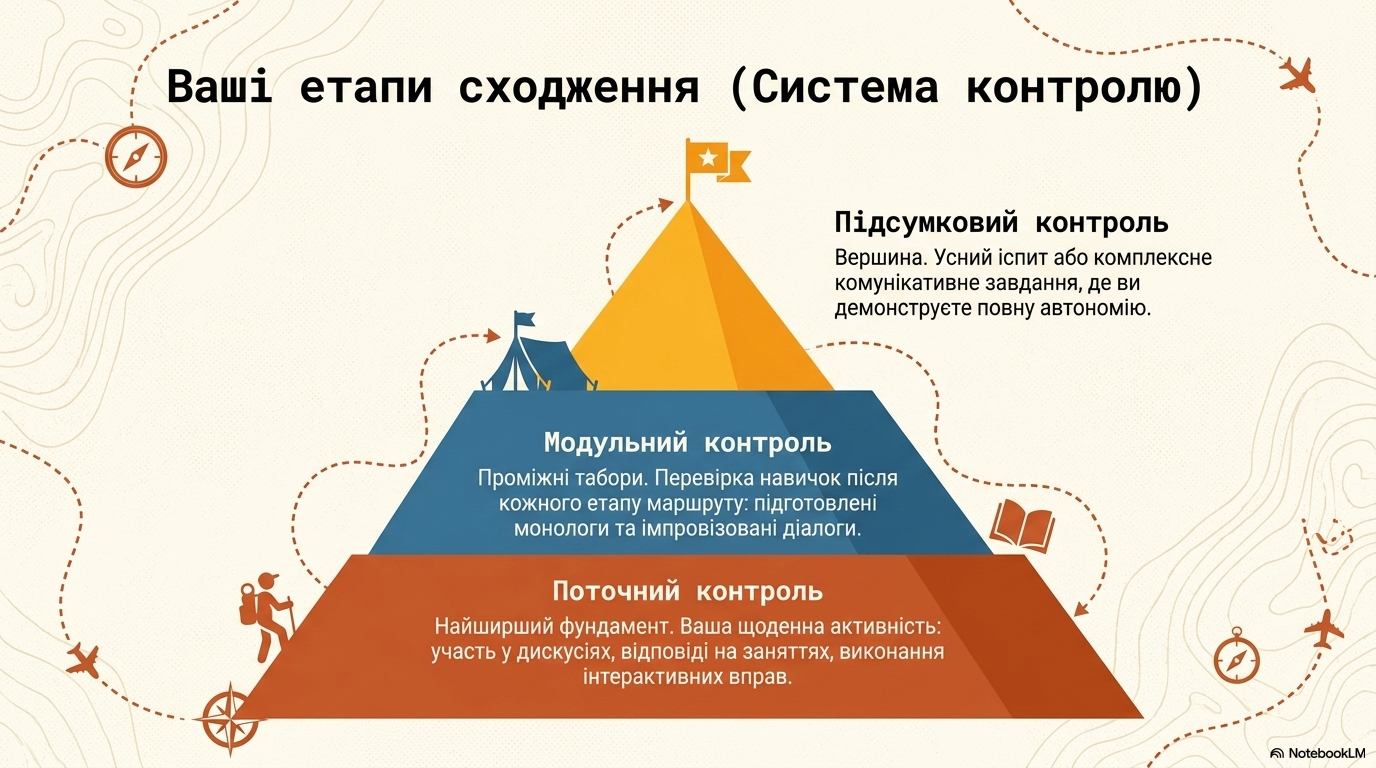 Ваші етапи сходження (Система контролю)
Підсумковий контроль
Вершина. Усний іспит або комплексне
комунікативне завдання, де ви
демонструєте повну автономію.
Модульний контроль
Проміжні табори. Перевірка навичок після
кожного етапу маршруту: підготовлені
монологи та імпровізовані діалоги.
Поточний контроль
Найширший фундамент. Ваша щоденна активність:
участь у дискусіях, відповіді на заняттях, виконання
інтерактивних вправ.
NotebookLM